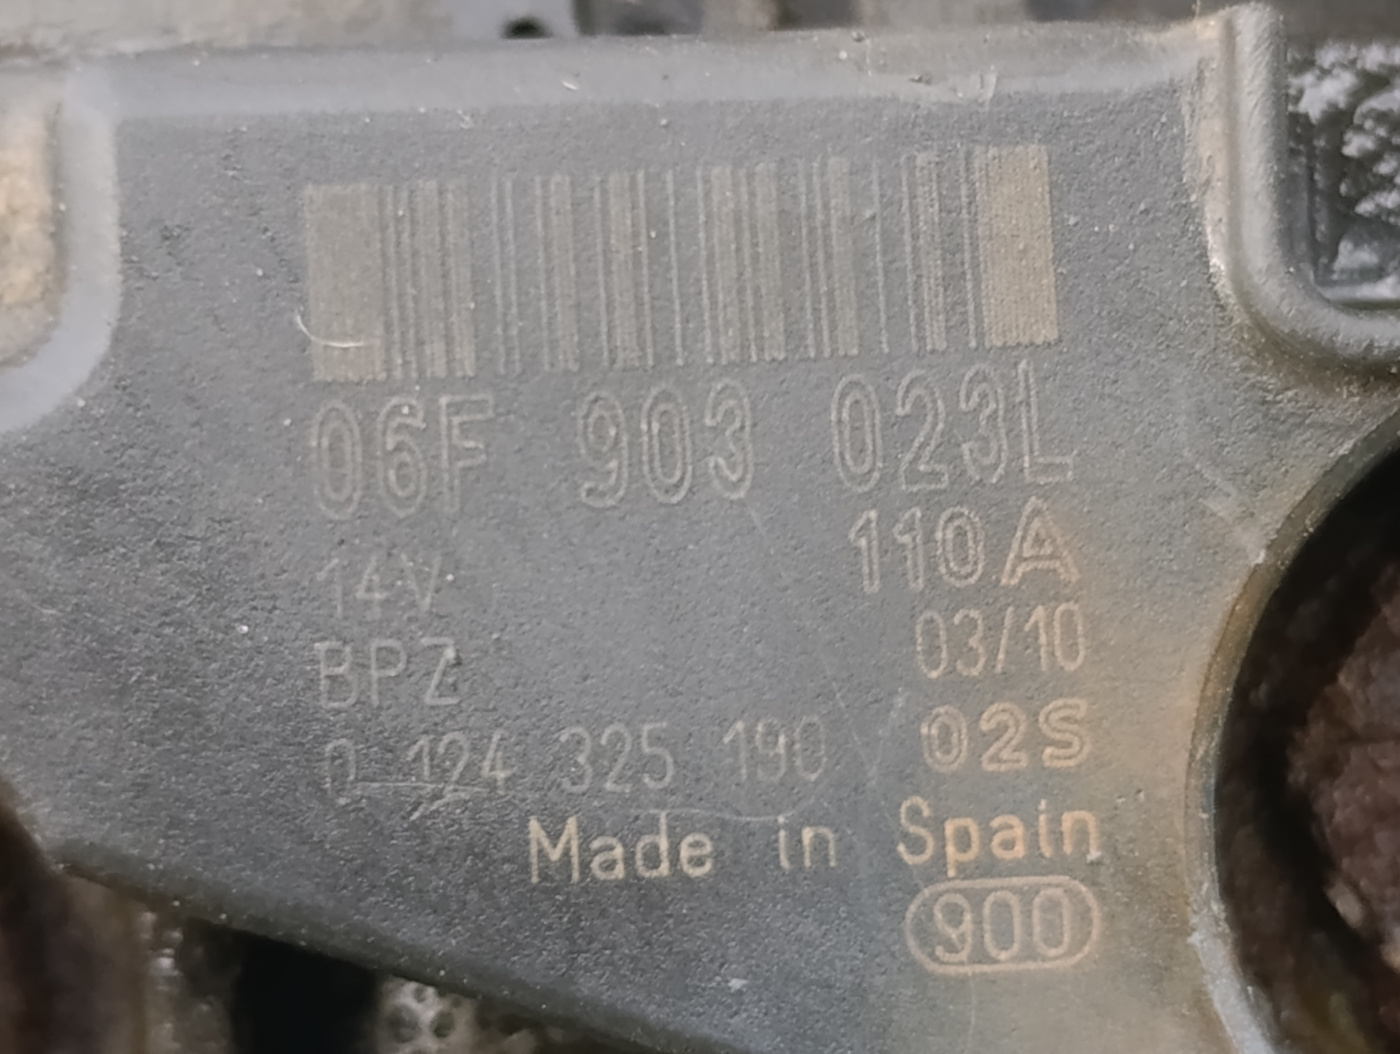 06F 903 023L
14V 110A
BPZ 03/10
0 124 325 190 02S
Made in Spain
900